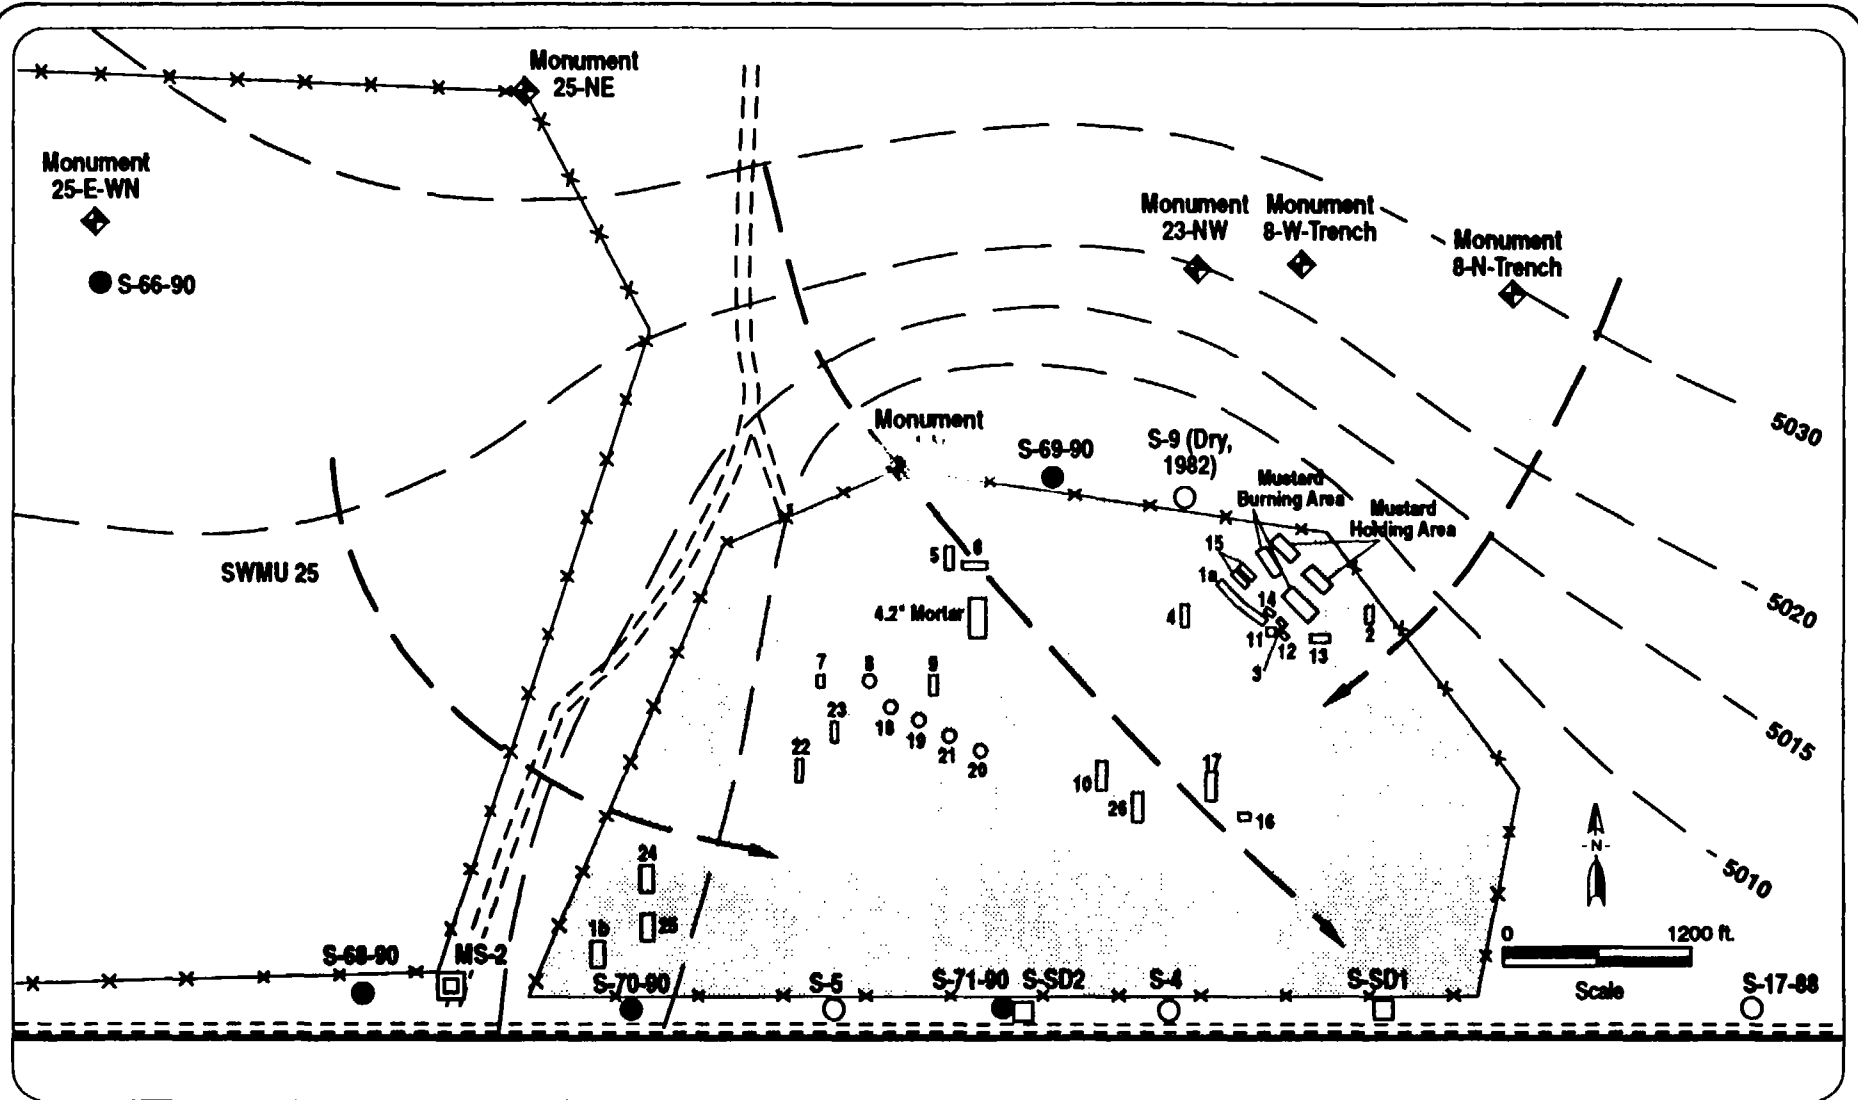 Monument
25-NE
Monument
25-E-WN
S-66-90
Monument
23-NW
Monument
8-W-Trench
Monument
8-N-Trench
5030
5020
5015
5010
Monument
S-69-90
S-9 (Dry,
1982)
Mustard
Burning Area
Mustard
Holding Area
SWMU 25
5
6
4.2" Mortar
15
1a
14
4
11
12
13
2
3
7
8
9
23
18
19
21
20
22
10
26
17
16
24
25
1b
-N-
0
1200 ft.
Scale
S-68-90
MS-2
S-70-90
S-5
S-71-90
S-SD2
S-4
S-SD1
S-17-88